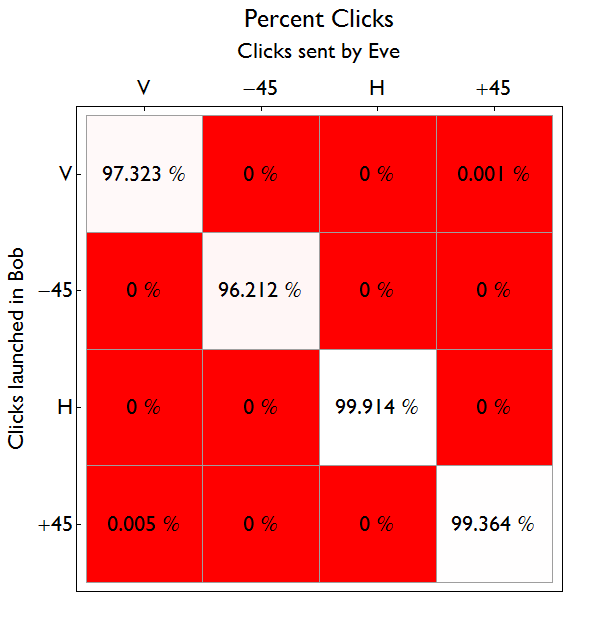 Percent Clicks
Clicks sent by Eve
V −45 H +45
Clicks launched in Bob
V 97.323 % 0 % 0 % 0.001 %
−45 0 % 96.212 % 0 % 0 %
H 0 % 0 % 99.914 % 0 %
+45 0.005 % 0 % 0 % 99.364 %